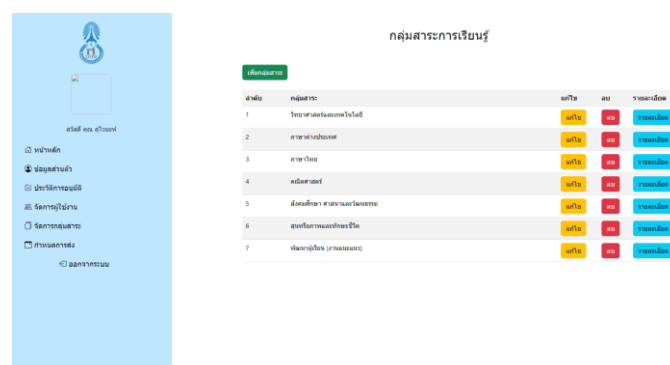 กลุ่มสาระการเรียนรู้
สวัสดี คุณ
หน้าหลัก
ข้อมูลส่วนตัว
ประวัติการอนุมัติ
จัดการผู้ใช้งาน
จัดการกลุ่มสาระ
กำหนดการส่ง
ออกจากระบบ
เพิ่มกลุ่มสาระ
ลำดับ กลุ่มสาระ แก้ไข ลบ รายละเอียด
1 วิทยาศาสตร์และเทคโนโลยี แก้ไข ลบ รายละเอียด
2 ภาษาต่างประเทศ แก้ไข ลบ รายละเอียด
3 ภาษาไทย แก้ไข ลบ รายละเอียด
4 คณิตศาสตร์ แก้ไข ลบ รายละเอียด
5 สังคมศึกษา ศาสนาและวัฒนธรรม แก้ไข ลบ รายละเอียด
6 สุนทรียภาพและทักษะชีวิต แก้ไข ลบ รายละเอียด
7 พัฒนาผู้เรียน (งานแนะแนว) แก้ไข ลบ รายละเอียด